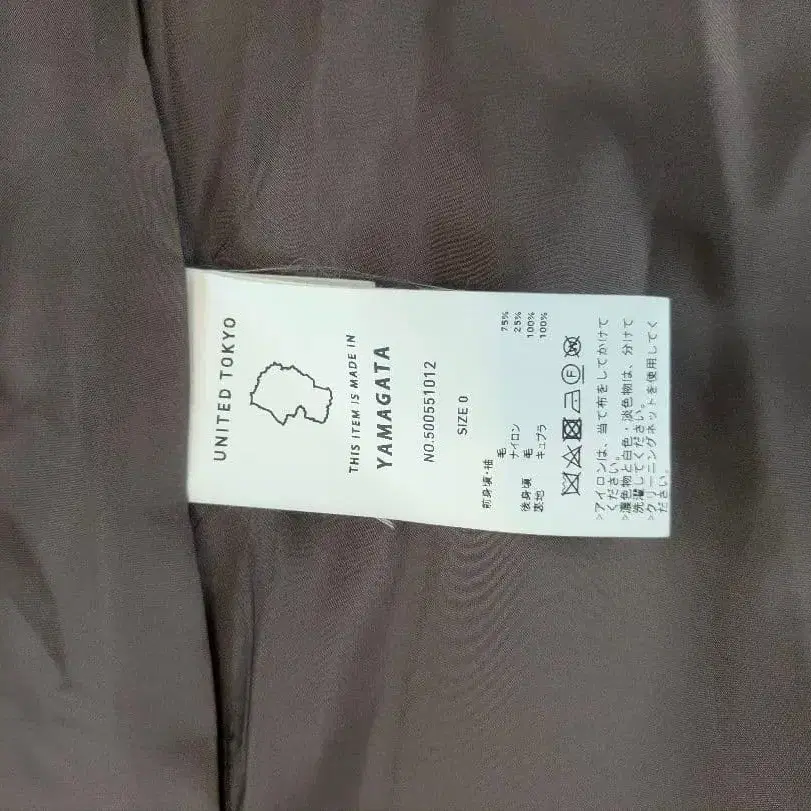 UNITED TOKYO
THIS ITEM IS MADE IN
YAMAGATA
NO.500551012
SIZE 0
前身頃・袖
毛 75%
ナイロン 25%
後身頃 毛 100%
裏地 キュプラ 100%
>アイロンは、当て布をしてかけて
ください。
>濃色物と白色・淡色物は、分けて
洗濯してください。
>クリーニングネットを使用してく
ださい。